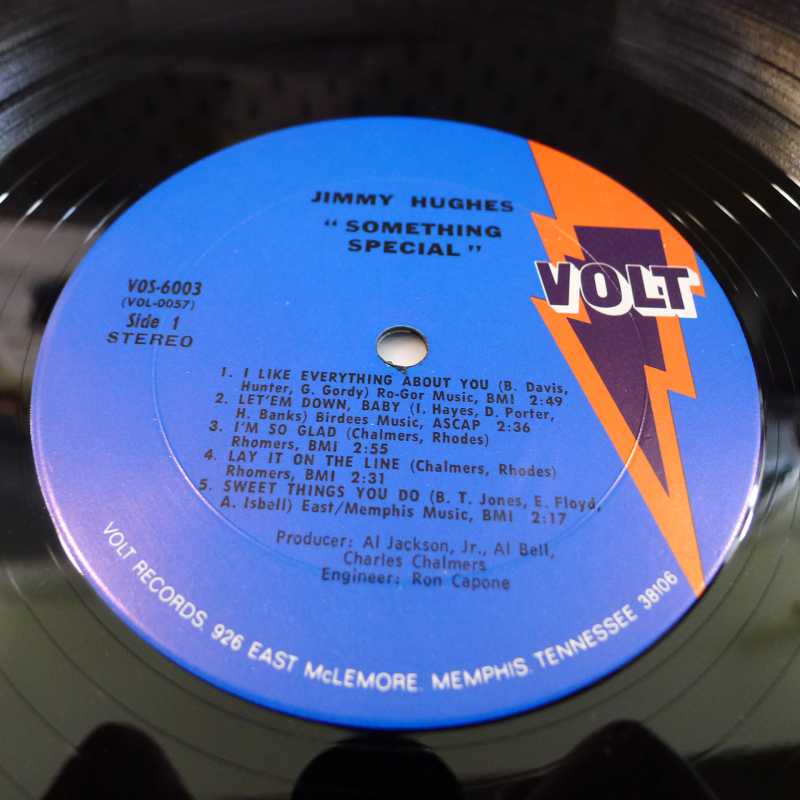 JIMMY HUGHES
"SOMETHING
SPECIAL"
VOLT
VOS-6003
(VOL-0057)
Side 1
STEREO
1. I LIKE EVERYTHING ABOUT YOU (B. Davis,
Hunter, G. Gordy) Ro-Gor Music, BMI 2:49
2. LET'EM DOWN, BABY (I. Hayes, D. Porter,
H. Banks) Birdees Music, ASCAP 2:36
3. I'M SO GLAD (Chalmers, Rhodes)
Rhomers, BMI 2:55
4. LAY IT ON THE LINE (Chalmers, Rhodes)
Rhomers, BMI 2:31
5. SWEET THINGS YOU DO (B. T. Jones, E. Floyd,
A. Isbell) East/Memphis Music, BMI 2:17
Producer: Al Jackson, Jr., Al Bell,
Charles Chalmers
Engineer: Ron Capone
VOLT RECORDS, 926 EAST McLEMORE, MEMPHIS, TENNESSEE 38106